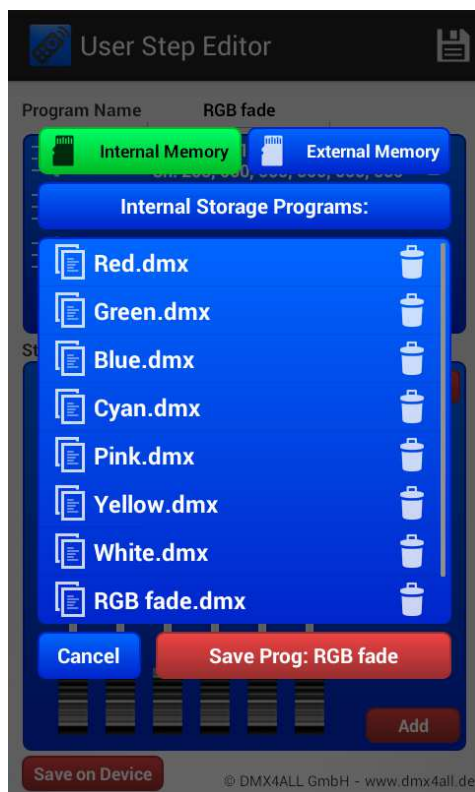 User Step Editor
Program Name RGB fade
Internal Memory External Memory
Internal Storage Programs:
Red.dmx
Green.dmx
Blue.dmx
Cyan.dmx
Pink.dmx
Yellow.dmx
White.dmx
RGB fade.dmx
Cancel Save Prog: RGB fade
Add
Save on Device © DMX4ALL GmbH - www.dmx4all.de